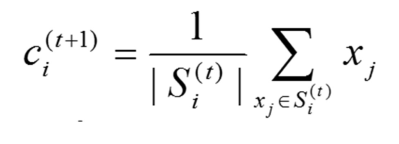 c_i^{(t+1)} = \frac{1}{|S_i^{(t)}|} \sum_{x_j \in S_i^{(t)}} x_j